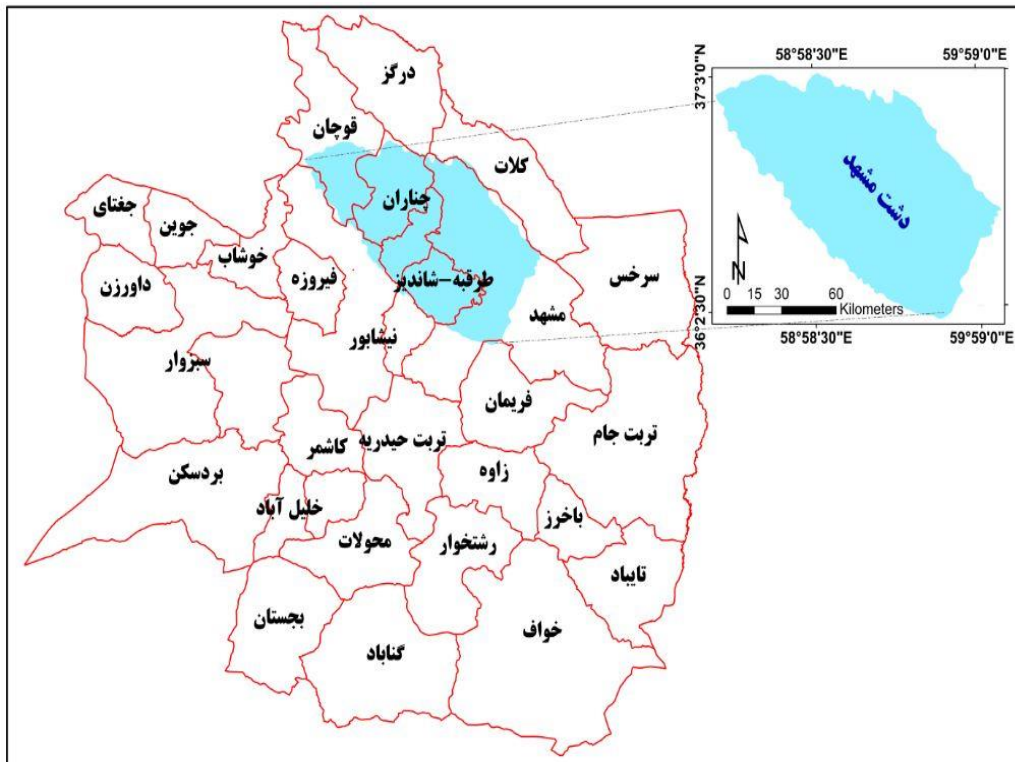 درگز
قوچان
کلات
چناران
جغتای
جوین
خوشاب
داورزن
فیروزه
طرقبه-شاندیز
سرخس
مشهد
نیشابور
سبزوار
فریمان
تربت جام
کاشمر
تربت حیدریه
بردسکن
زاوه
خلیل آباد
باخرز
محولات
رشتخوار
تایباد
بجستان
خواف
گناباد
58°58'30"E
59°59'0"E
37°3'0"N
دشت مشهد
N
0 15 30 60
Kilometers
36°2'30"N
58°58'30"E
59°59'0"E